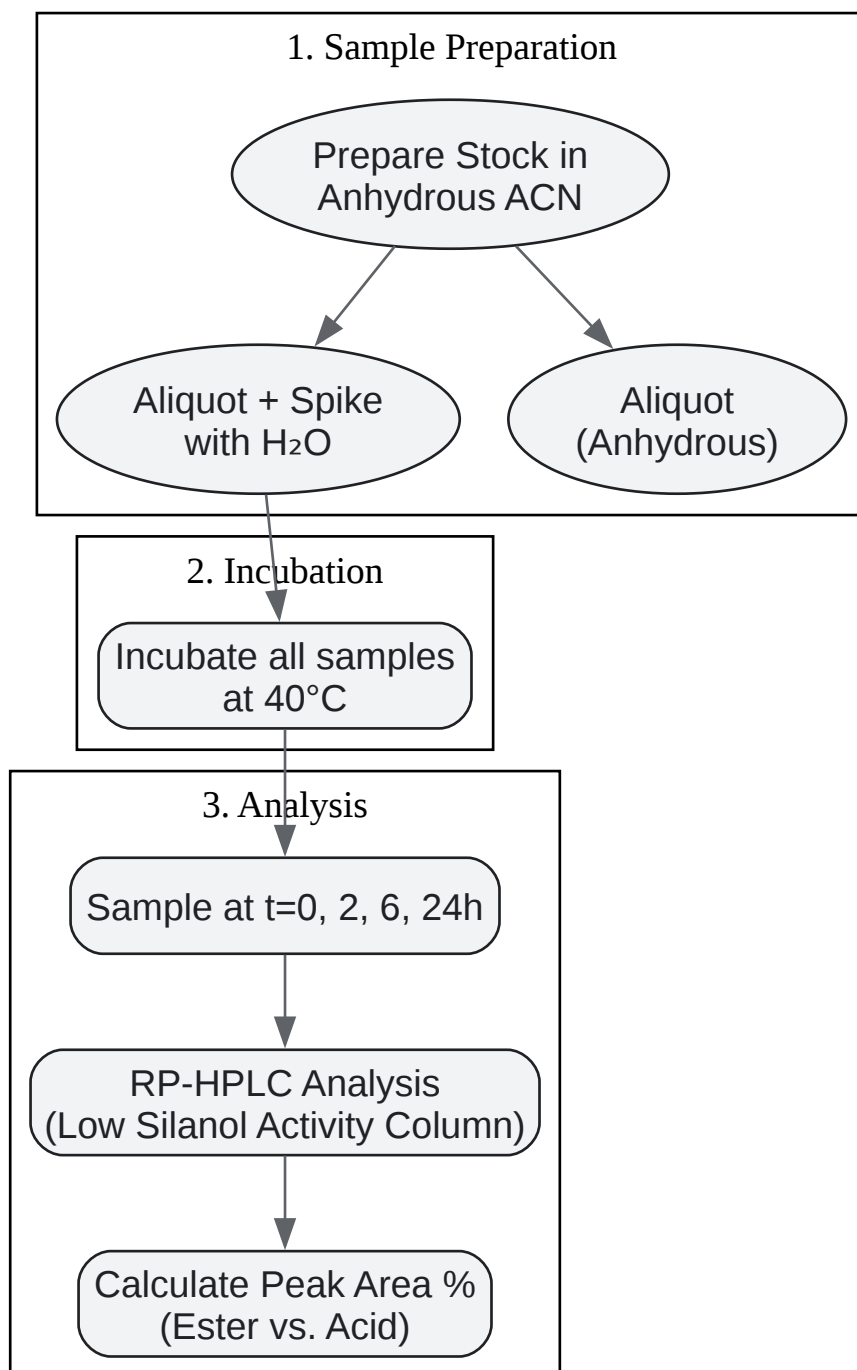 1. Sample Preparation
Prepare Stock in
Anhydrous ACN
Aliquot + Spike
with H₂O
Aliquot
(Anhydrous)
2. Incubation
Incubate all samples
at 40°C
3. Analysis
Sample at t=0, 2, 6, 24h
RP-HPLC Analysis
(Low Silanol Activity Column)
Calculate Peak Area %
(Ester vs. Acid)